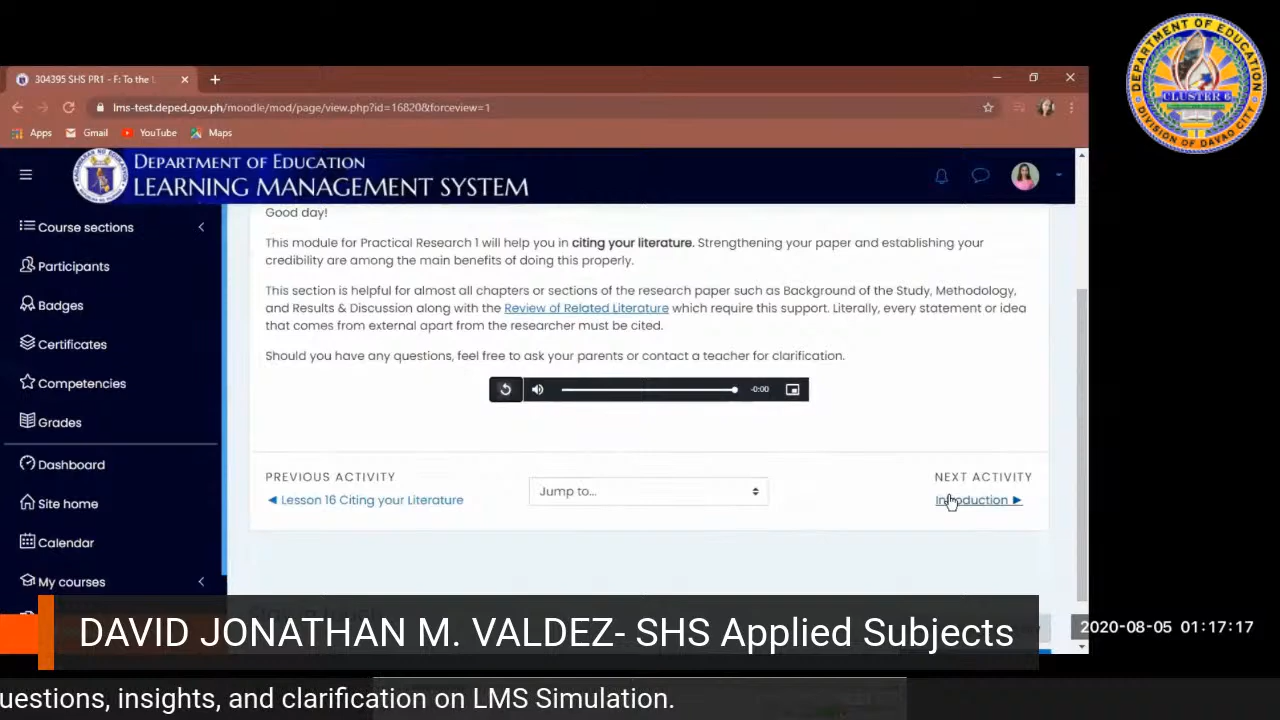 DEPARTMENT OF EDUCATION
CLUSTER 6
DIVISION OF DAVAO CITY
304395 SHS PR1 - F: To the
lms-test.deped.gov.ph/moodle/mod/page/view.php?id=16820&forceview=1
Apps Gmail YouTube Maps
DEPARTMENT OF EDUCATION
LEARNING MANAGEMENT SYSTEM
Course sections
Participants
Badges
Certificates
Competencies
Grades
Dashboard
Site home
Calendar
My courses
Good day!
This module for Practical Research 1 will help you in citing your literature. Strengthening your paper and establishing your
credibility are among the main benefits of doing this properly.
This section is helpful for almost all chapters or sections of the research paper such as Background of the Study, Methodology,
and Results & Discussion along with the Review of Related Literature which require this support. Literally, every statement or idea
that comes from external apart from the researcher must be cited.
Should you have any questions, feel free to ask your parents or contact a teacher for clarification.
-0:00
PREVIOUS ACTIVITY
◄ Lesson 16 Citing your Literature
Jump to...
NEXT ACTIVITY
Introduction ►
DAVID JONATHAN M. VALDEZ- SHS Applied Subjects
2020-08-05 01:17:17
uestions, insights, and clarification on LMS Simulation.